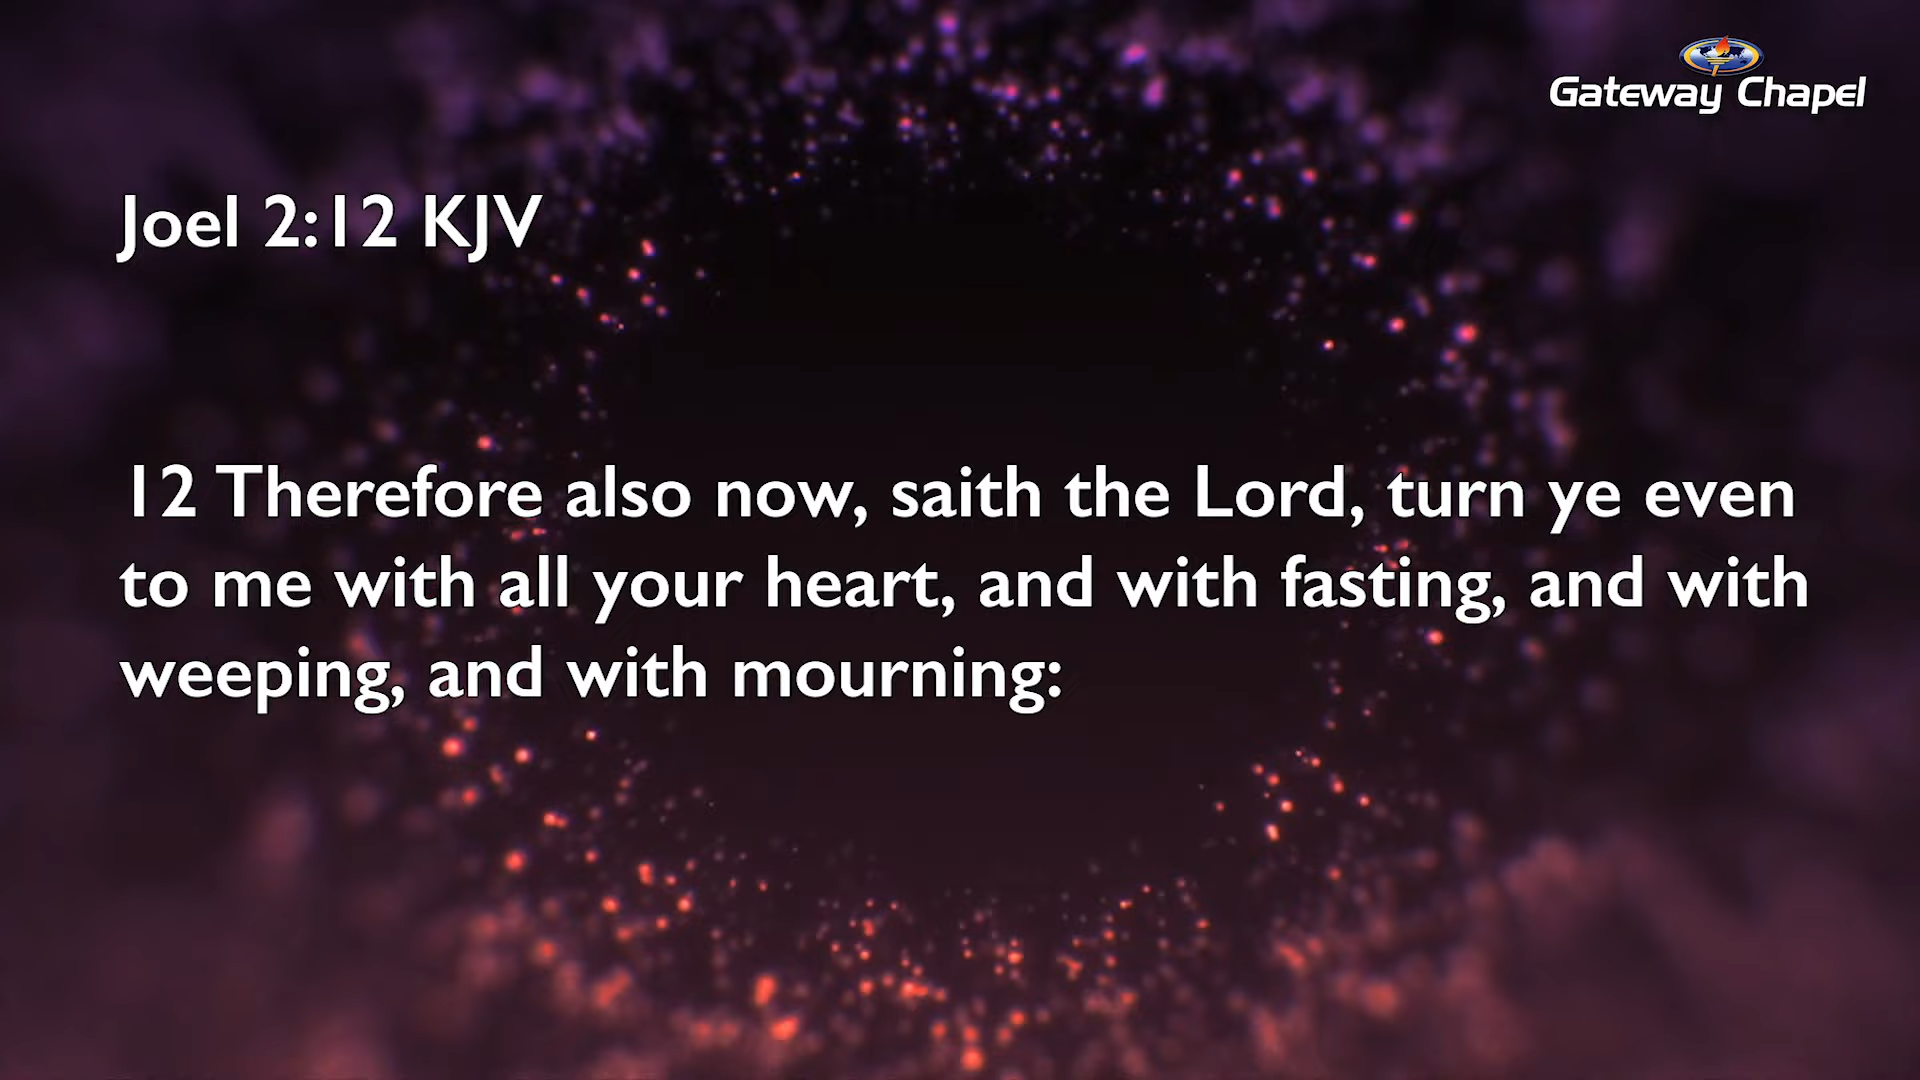 Gateway Chapel
Joel 2:12 KJV
12 Therefore also now, saith the Lord, turn ye even
to me with all your heart, and with fasting, and with
weeping, and with mourning: